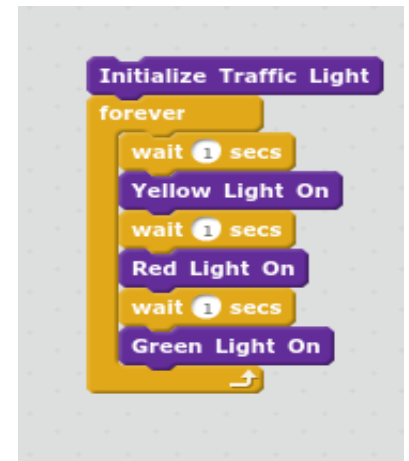 Initialize Traffic Light
forever
wait 1 secs
Yellow Light On
wait 1 secs
Red Light On
wait 1 secs
Green Light On